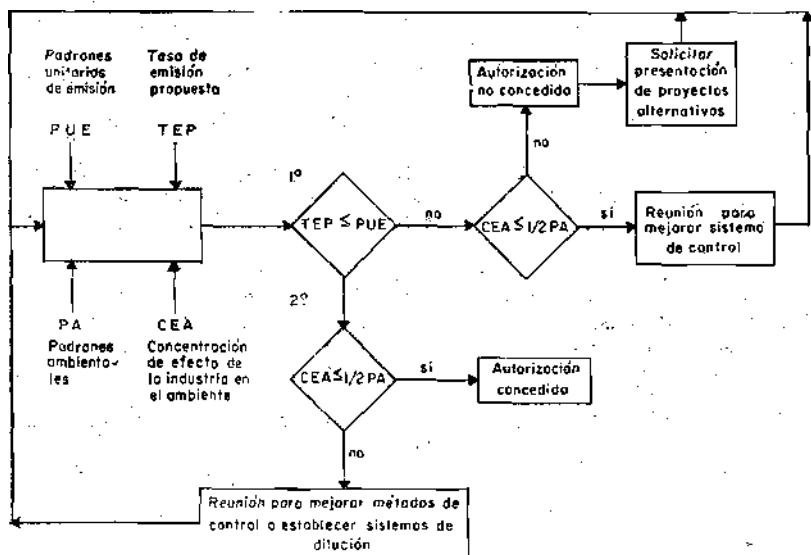 Padrones
unitarios
de emisión
PUE
Tasa de
emisión
propuesta
TEP
PA
Padrones
ambienta-
les
CEA
Concentración
de efecto de
la industria en
el ambiente
1º
TEP ≤ PUE
no
CEA ≤ 1/2 PA
no
Autorización
no concedida
Solicitar
presentación
de proyectos
alternativos
sí
Reunión para
mejorar sistema
de control
2º
CEA ≤ 1/2 PA
sí
Autorización
concedida
no
Reunión para mejorar métodos de
control o establecer sistemas de
dilución